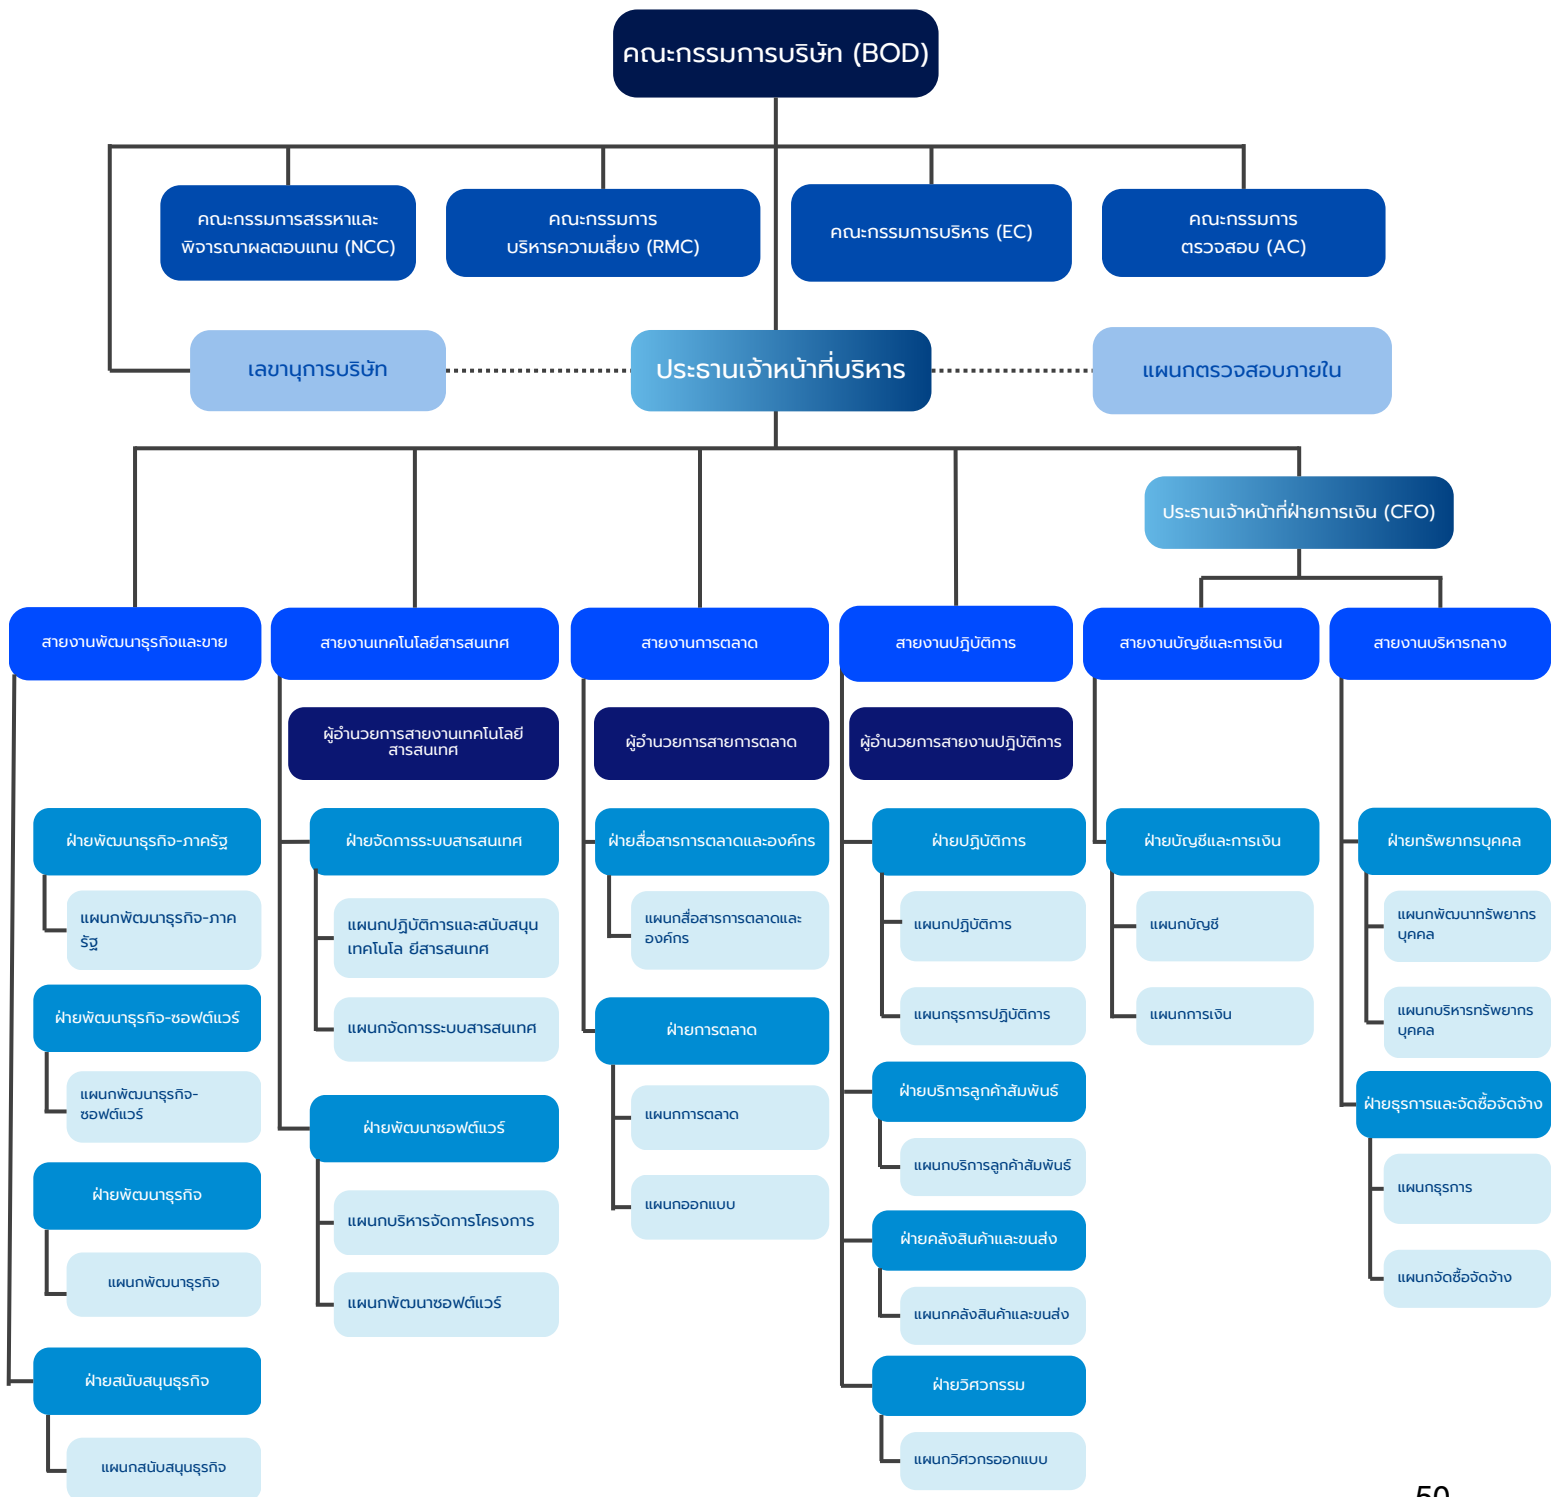 คณะกรรมการบริษัท (BOD)
คณะกรรมการสรรหาและ
พิจารณาผลตอบแทน (NCC)
คณะกรรมการ
บริหารความเสี่ยง (RMC)
คณะกรรมการบริหาร (EC)
คณะกรรมการ
ตรวจสอบ (AC)
เลขานุการบริษัท
ประธานเจ้าหน้าที่บริหาร
แผนกตรวจสอบภายใน
ประธานเจ้าหน้าที่ฝ่ายการเงิน (CFO)
สายงานพัฒนาธุรกิจและขาย
สายงานเทคโนโลยีสารสนเทศ
สายงานการตลาด
สายงานปฎิบัติการ
สายงานบัญชีและการเงิน
สายงานบริหารกลาง
ผู้อำนวยการสายงานเทคโนโลยี
สารสนเทศ
ผู้อำนวยการสายการตลาด
ผู้อำนวยการสายงานปฎิบัติการ
ฝ่ายพัฒนาธุรกิจ-ภาครัฐ
แผนกพัฒนาธุรกิจ-ภาค
รัฐ
ฝ่ายพัฒนาธุรกิจ-ซอฟต์แวร์
แผนกพัฒนาธุรกิจ-
ซอฟต์แวร์
ฝ่ายพัฒนาธุรกิจ
แผนกพัฒนาธุรกิจ
ฝ่ายสนับสนุนธุรกิจ
แผนกสนับสนุนธุรกิจ
ฝ่ายจัดการระบบสารสนเทศ
แผนกปฏิบัติการและสนับสนุน
เทคโนโล ยีสารสนเทศ
แผนกจัดการระบบสารสนเทศ
ฝ่ายพัฒนาซอฟต์แวร์
แผนกบริหารจัดการโครงการ
แผนกพัฒนาซอฟต์แวร์
ฝ่ายสื่อสารการตลาดและองค์กร
แผนกสื่อสารการตลาดและ
องค์กร
ฝ่ายการตลาด
แผนกการตลาด
แผนกออกแบบ
ฝ่ายปฏิบัติการ
แผนกปฏิบัติการ
แผนกธุรการปฏิบัติการ
ฝ่ายบริการลูกค้าสัมพันธ์
แผนกบริการลูกค้าสัมพันธ์
ฝ่ายคลังสินค้าและขนส่ง
แผนกคลังสินค้าและขนส่ง
ฝ่ายวิศวกรรม
แผนกวิศวกรออกแบบ
ฝ่ายบัญชีและการเงิน
แผนกบัญชี
แผนกการเงิน
ฝ่ายทรัพยากรบุคคล
แผนกพัฒนาทรัพยากร
บุคคล
แผนกบริหารทรัพยากร
บุคคล
ฝ่ายธุรการและจัดซื้อจัดจ้าง
แผนกธุรการ
แผนกจัดซื้อจัดจ้าง
50